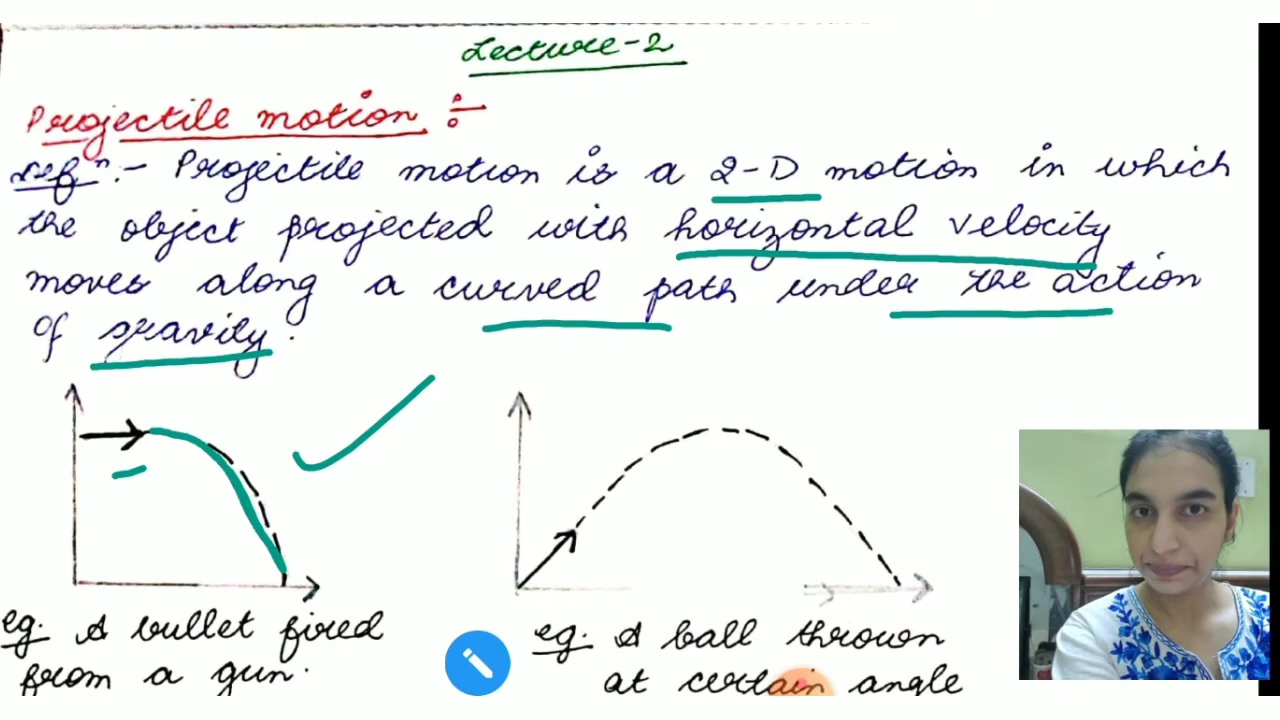 Lecture-2
Projectile motion ÷
Defⁿ:- Projectile motion is a 2-D motion in which
the object projected with horizontal velocity
moves along a curved path under the action
of gravity.
eg. A bullet fired
from a gun.
eg. A ball thrown
at certain angle